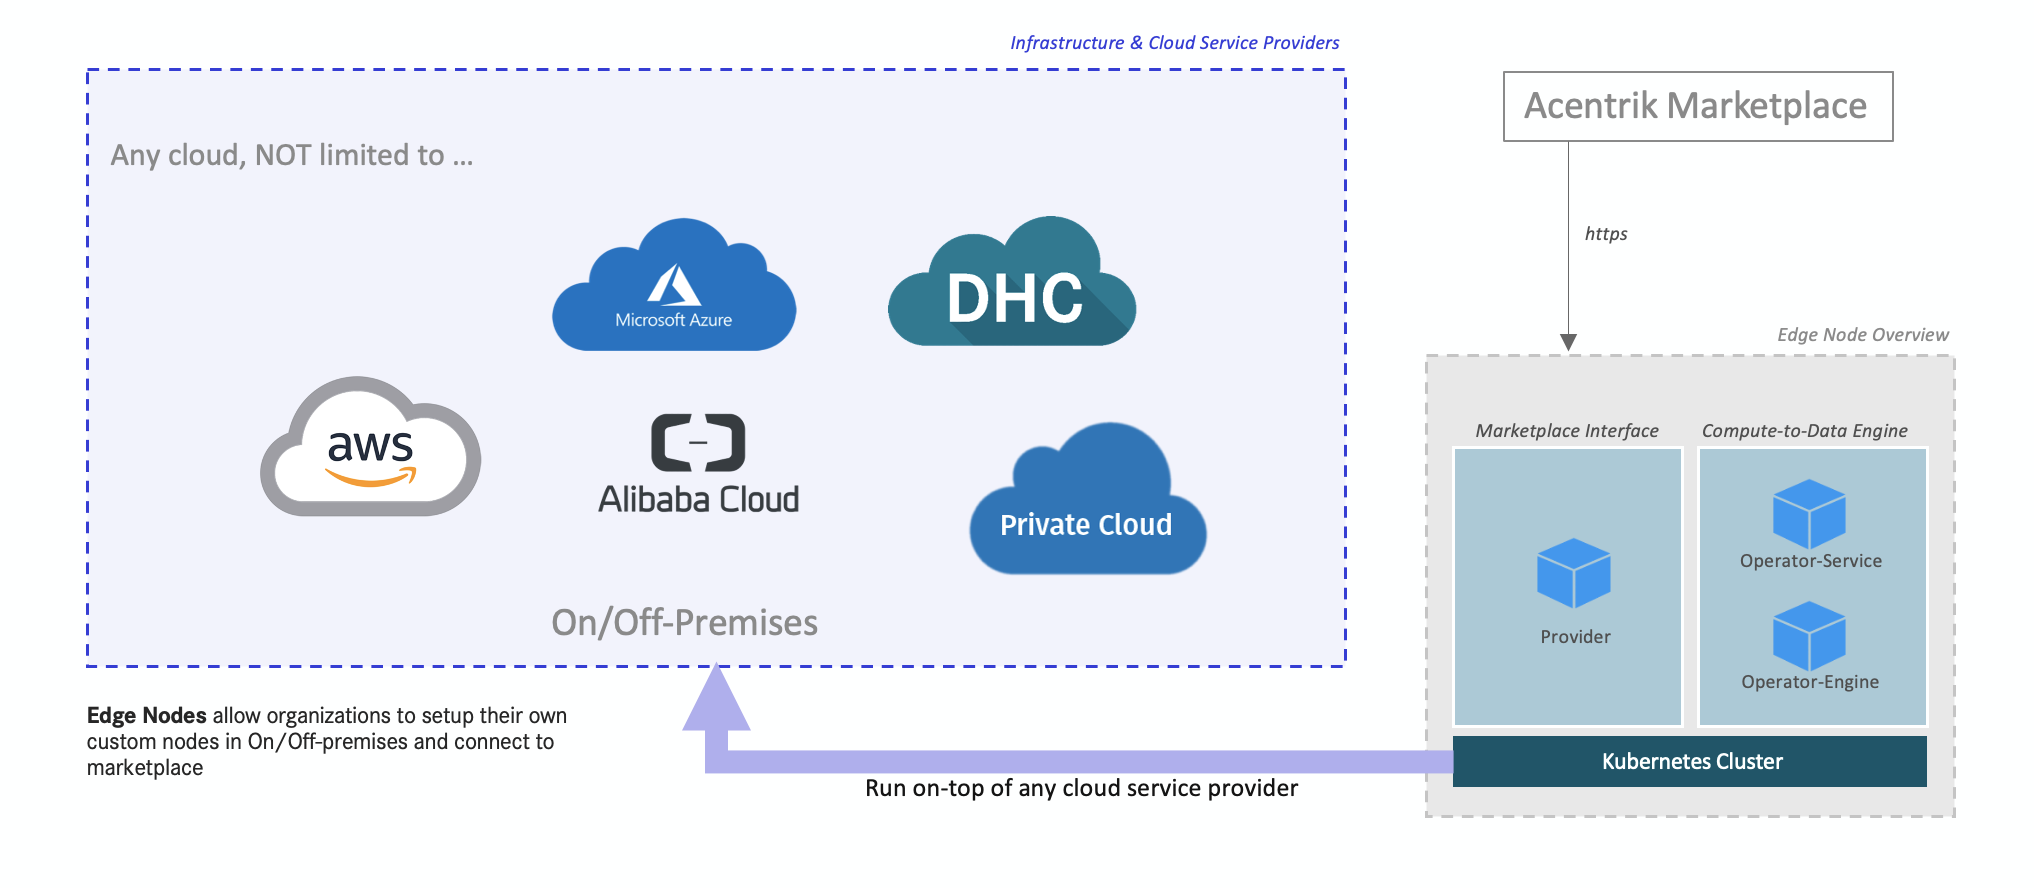 Infrastructure & Cloud Service Providers
Any cloud, NOT limited to ...
Microsoft Azure
DHC
aws
Alibaba Cloud
Private Cloud
On/Off-Premises
Edge Nodes allow organizations to setup their own
custom nodes in On/Off-premises and connect to
marketplace
Run on-top of any cloud service provider
Acentrik Marketplace
https
Edge Node Overview
Marketplace Interface
Provider
Compute-to-Data Engine
Operator-Service
Operator-Engine
Kubernetes Cluster